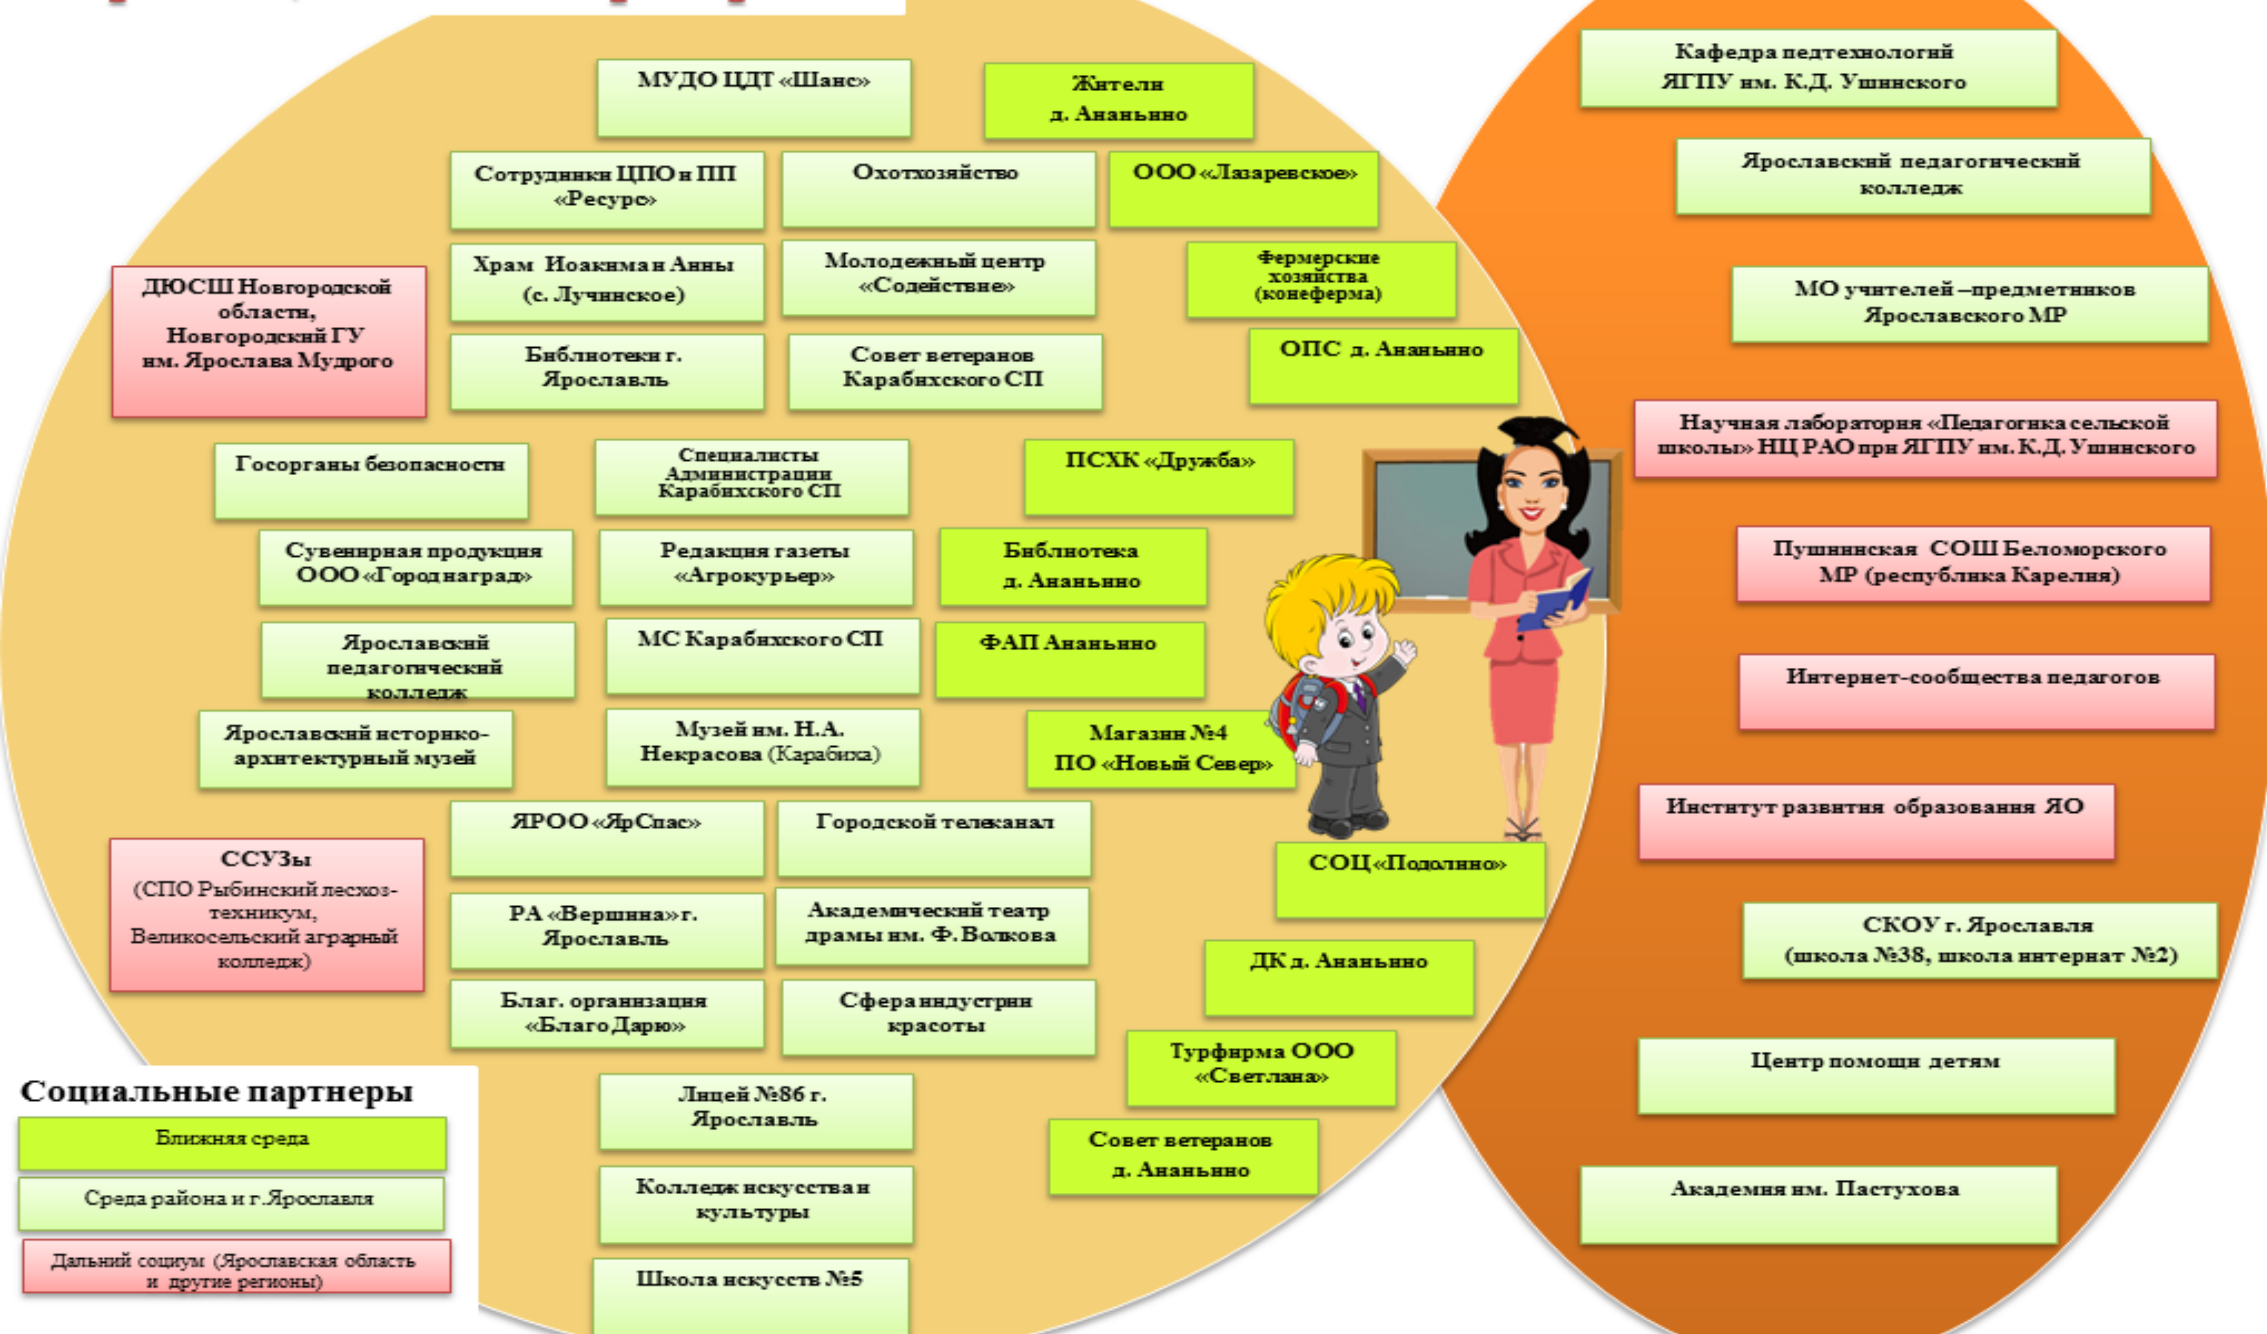 МУДО ЦДТ «Шанс»
Жители
д. Ананьино
Сотрудники ЦПО и ПП
«Ресурс»
Охотхозяйство
ООО «Лазаревское»
Храм Иоакима и Анны
(с. Лучинское)
Молодежный центр
«Содействие»
Фермерские
хозяйства
(конеферма)
ДЮСШ Новгородской
области,
Новгородский ГУ
им. Ярослава Мудрого
Библиотеки г.
Ярославль
Совет ветеранов
Карабихского СП
ОПС д. Ананьино
Госорганы безопасности
Специалисты
Администрации
Карабихского СП
ПСХК «Дружба»
Сувенирная продукция
ООО «Город наград»
Редакция газеты
«Агрокурьер»
Библиотека
д. Ананьино
Ярославский
педагогический
колледж
МС Карабихского СП
ФАП Ананьино
Ярославский историко-
архитектурный музей
Музей им. Н.А.
Некрасова (Карабиха)
Магазин №4
ПО «Новый Север»
ЯРОО «ЯрСпас»
Городской телеканал
ССУЗы
(СПО Рыбинский лесхоз-
техникум,
Великосельский аграрный
колледж)
СОЦ «Подолино»
РА «Вершина» г.
Ярославль
Академический театр
драмы им. Ф. Волкова
ДК д. Ананьино
Благ. организация
«Благо Дарю»
Сфера индустрии
красоты
Турфирма ООО
«Светлана»
Лицей №86 г.
Ярославль
Совет ветеранов
д. Ананьино
Колледж искусства и
культуры
Школа искусств №5
Кафедра педтехнологий
ЯГПУ им. К.Д. Ушинского
Ярославский педагогический
колледж
МО учителей –предметников
Ярославского МР
Научная лаборатория «Педагогика сельской
школы» НЦ РАО при ЯГПУ им. К.Д. Ушинского
Пушнинская СОШ Беломорского
МР (республика Карелия)
Интернет-сообщества педагогов
Институт развития образования ЯО
СКОУ г. Ярославля
(школа №38, школа интернат №2)
Центр помощи детям
Академия им. Пастухова
Социальные партнеры
Ближняя среда
Среда района и г.Ярославля
Дальний социум (Ярославская область
и другие регионы)